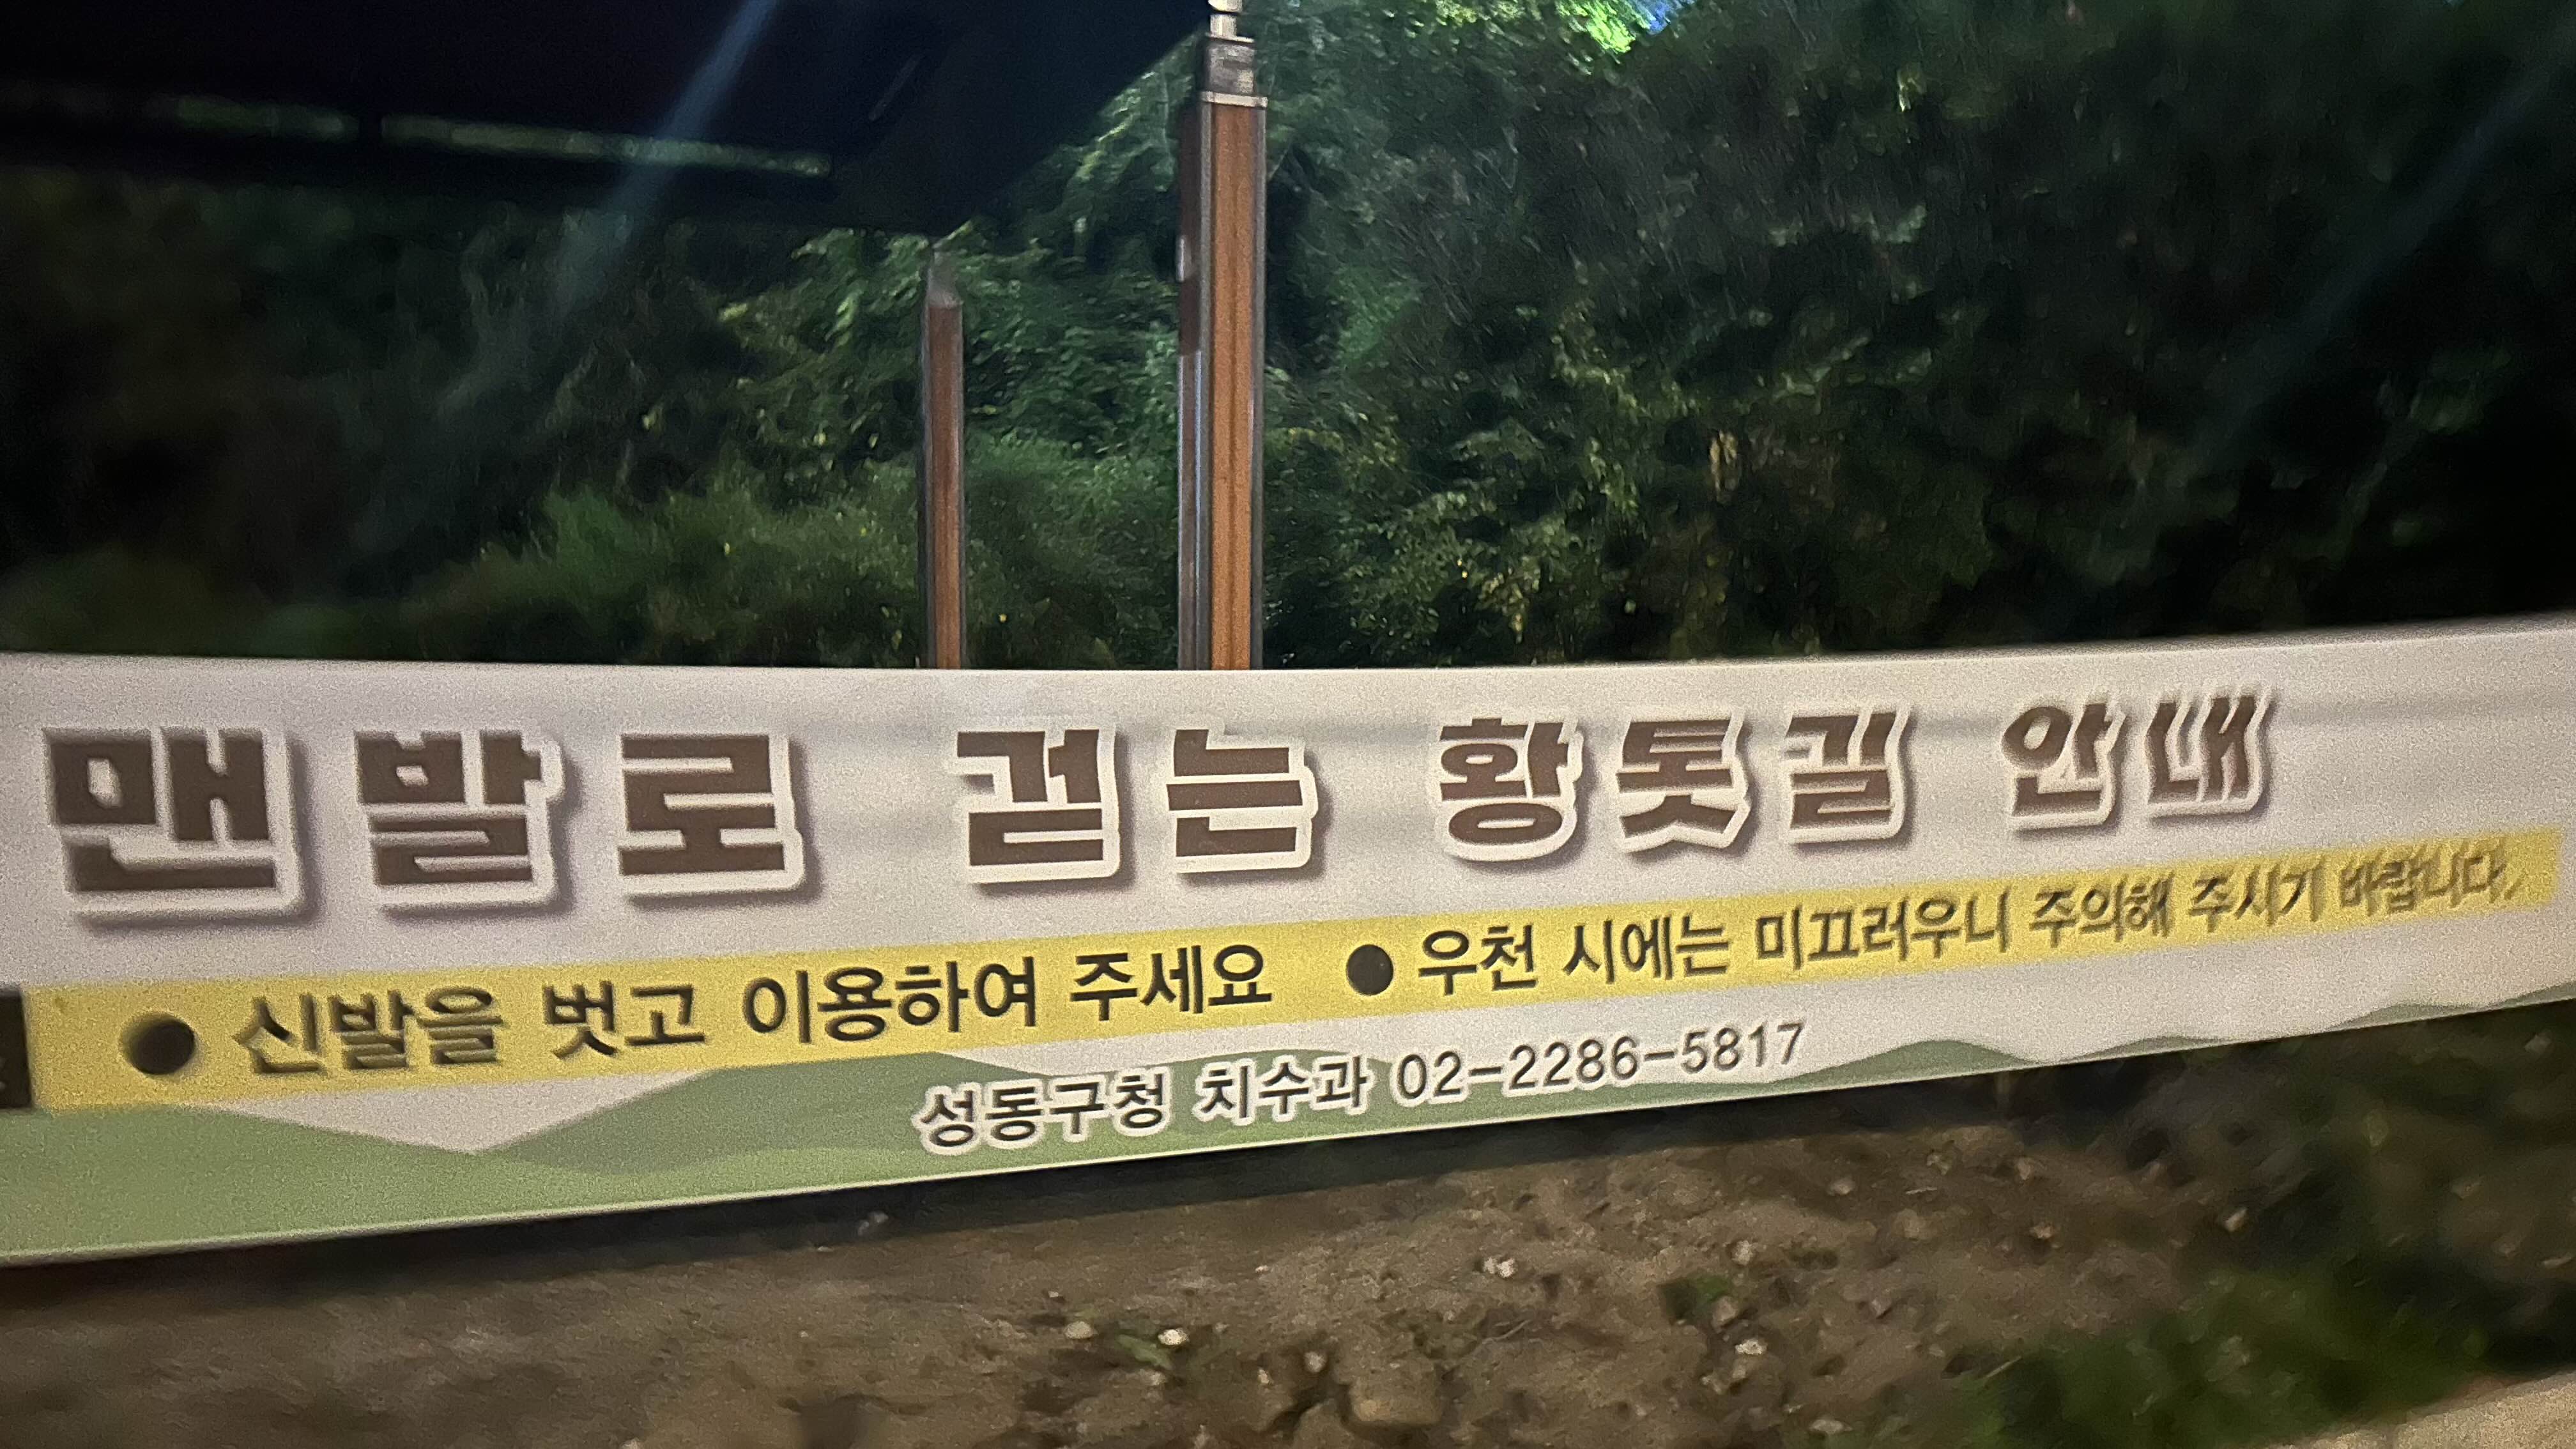 맨발로 걷는 황톳길 안내
● 신발을 벗고 이용하여 주세요 ● 우천 시에는 미끄러우니 주의해 주시기 바랍니다.
성동구청 치수과 02-2286-5817